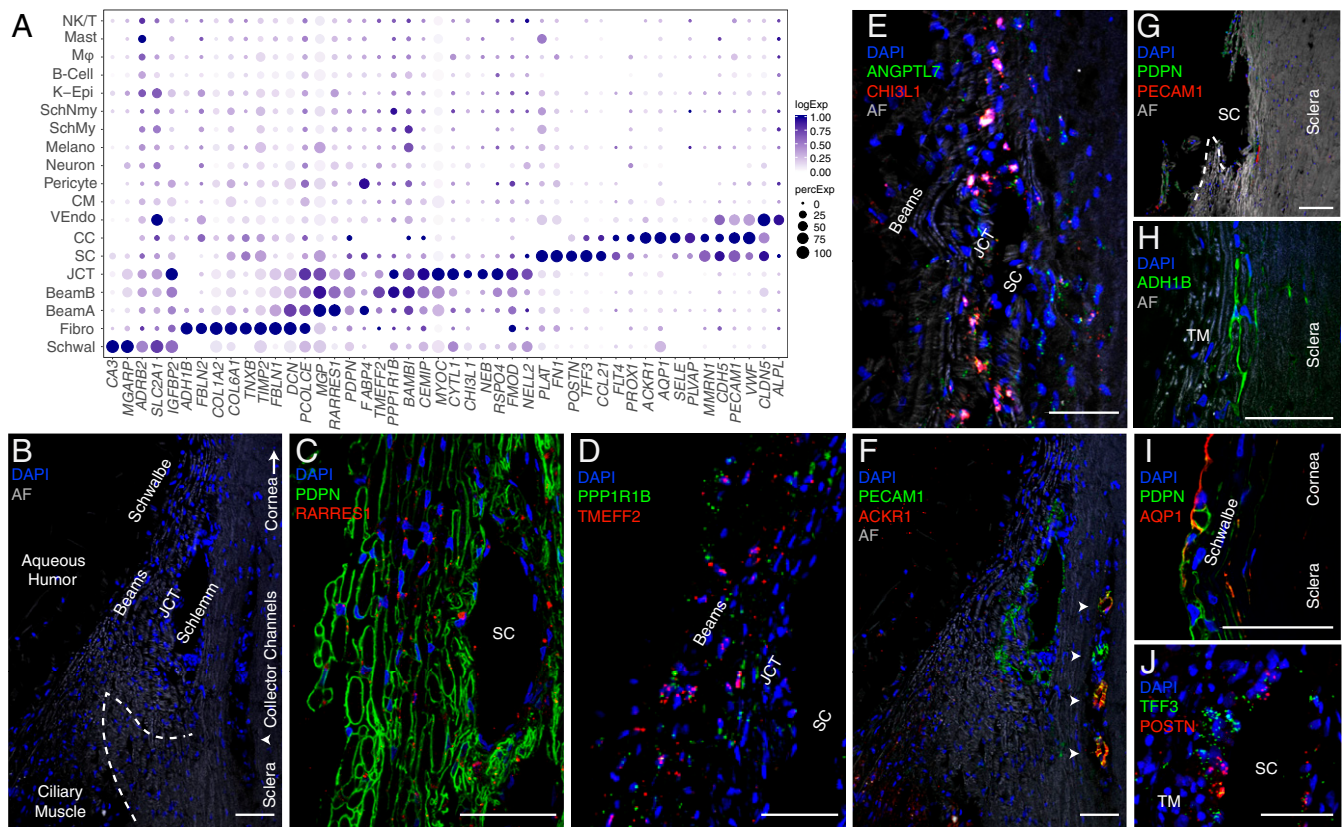 A
NK/T
Mast
Mφ
B-Cell
K-Epi
SchNmy
SchMy
Melano
Neuron
Pericyte
CM
VEndo
CC
SC
JCT
BeamB
BeamA
Fibro
Schwal
CA3
MGARP
ADRB2
SLC2A1
IGFBP2
ADH1B
FBLN2
COL1A2
COL6A1
TNXB
TIMP2
FBLN1
DCN
PCOLCE
MGP
RARRES1
PDPN
FABP4
TMEFF2
PPP1R1B
BAMBI
CEMIP
MYOC
CYTL1
CHI3L1
NEB
RSPO4
FMOD
NELL2
PLAT
FN1
POSTN
TFF3
CCL21
FLT4
PROX1
ACKR1
AQP1
SELE
PLVAP
MMRN1
CDH5
PECAM1
VWF
CLDN5
ALPL
logExp
1.00
0.75
0.50
0.25
0.00
percExp
0
25
50
75
100
B
DAPI
AF
Schwalbe
Cornea
Aqueous
Humor
Beams
JCT
Schlemm
Collector Channels
Sclera
Ciliary
Muscle
C
DAPI
PDPN
RARRES1
SC
D
DAPI
PPP1R1B
TMEFF2
Beams
JCT
SC
E
DAPI
ANGPTL7
CHI3L1
AF
Beams
JCT
SC
F
DAPI
PECAM1
ACKR1
AF
G
DAPI
PDPN
PECAM1
AF
SC
Sclera
H
DAPI
ADH1B
AF
TM
Sclera
I
DAPI
PDPN
AQP1
Schwalbe
Cornea
Sclera
J
DAPI
TFF3
POSTN
SC
TM